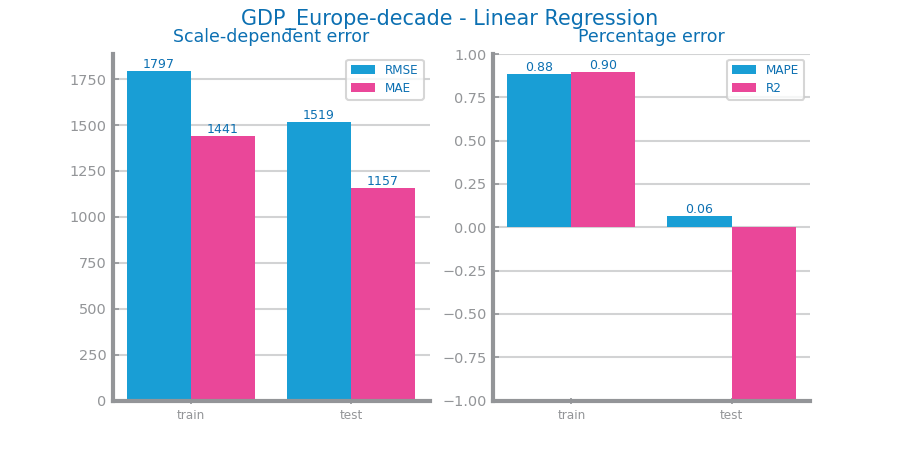 GDP_Europe-decade - Linear Regression
Scale-dependent error
1797
1441
1519
1157
RMSE
MAE
1750
1500
1250
1000
750
500
250
0
train
test
Percentage error
0.88
0.90
0.06
MAPE
R2
1.00
0.75
0.50
0.25
0.00
−0.25
−0.50
−0.75
−1.00
train
test